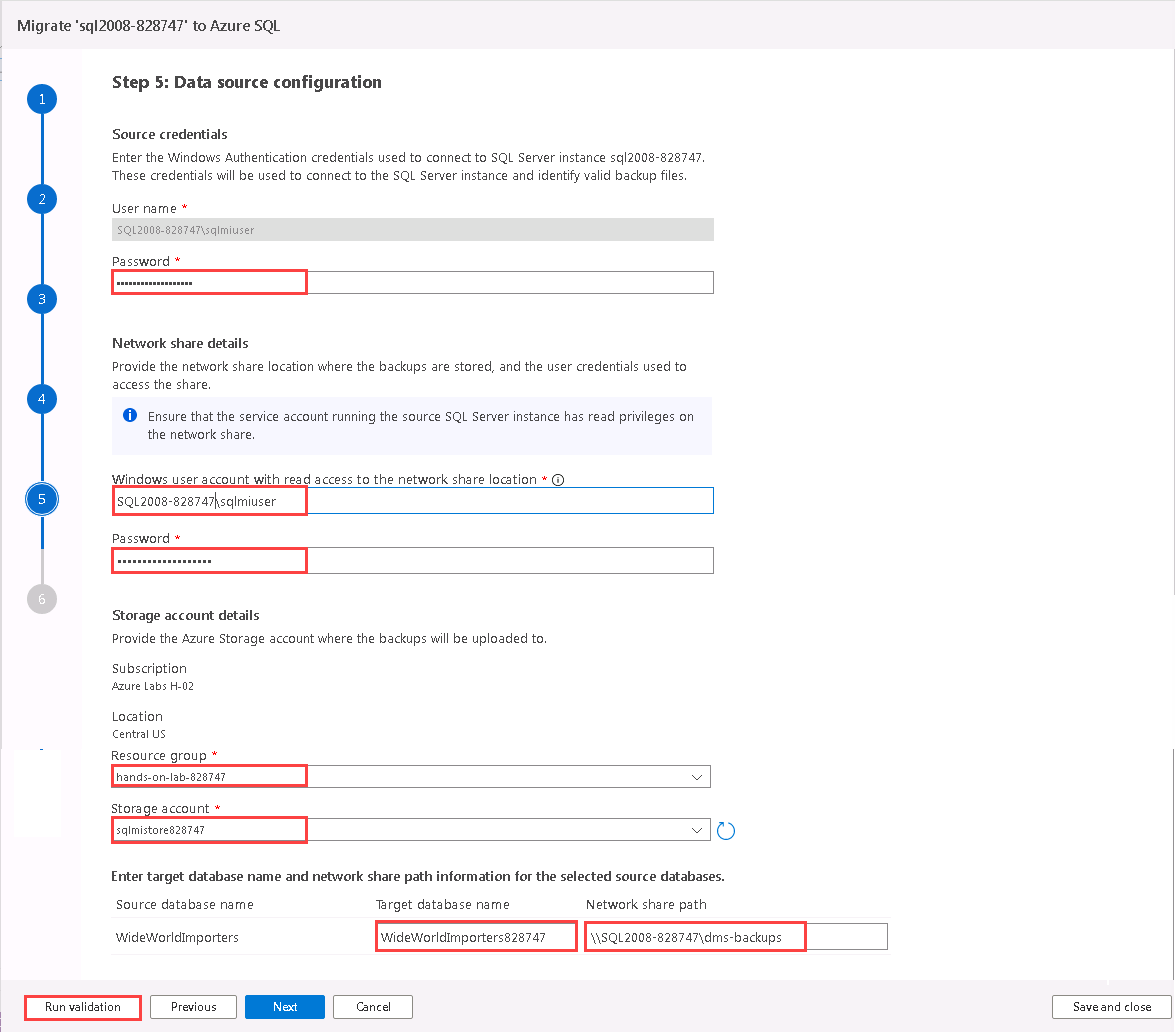 Migrate 'sql2008-828747' to Azure SQL
1
2
3
4
5
6
Step 5: Data source configuration
Source credentials
Enter the Windows Authentication credentials used to connect to SQL Server instance sql2008-828747.
These credentials will be used to connect to the SQL Server instance and identify valid backup files.
User name *
SQL2008-828747\sqlmiuser
Password *
Network share details
Provide the network share location where the backups are stored, and the user credentials used to
access the share.
Ensure that the service account running the source SQL Server instance has read privileges on
the network share.
Windows user account with read access to the network share location *
SQL2008-828747\sqlmiuser
Password *
Storage account details
Provide the Azure Storage account where the backups will be uploaded to.
Subscription
Azure Labs H-02
Location
Central US
Resource group *
hands-on-lab-828747
Storage account *
sqlmistore828747
Enter target database name and network share path information for the selected source databases.
Source database name Target database name Network share path
WideWorldImporters WideWorldImporters828747 \\SQL2008-828747\dms-backups
Run validation Previous Next Cancel Save and close